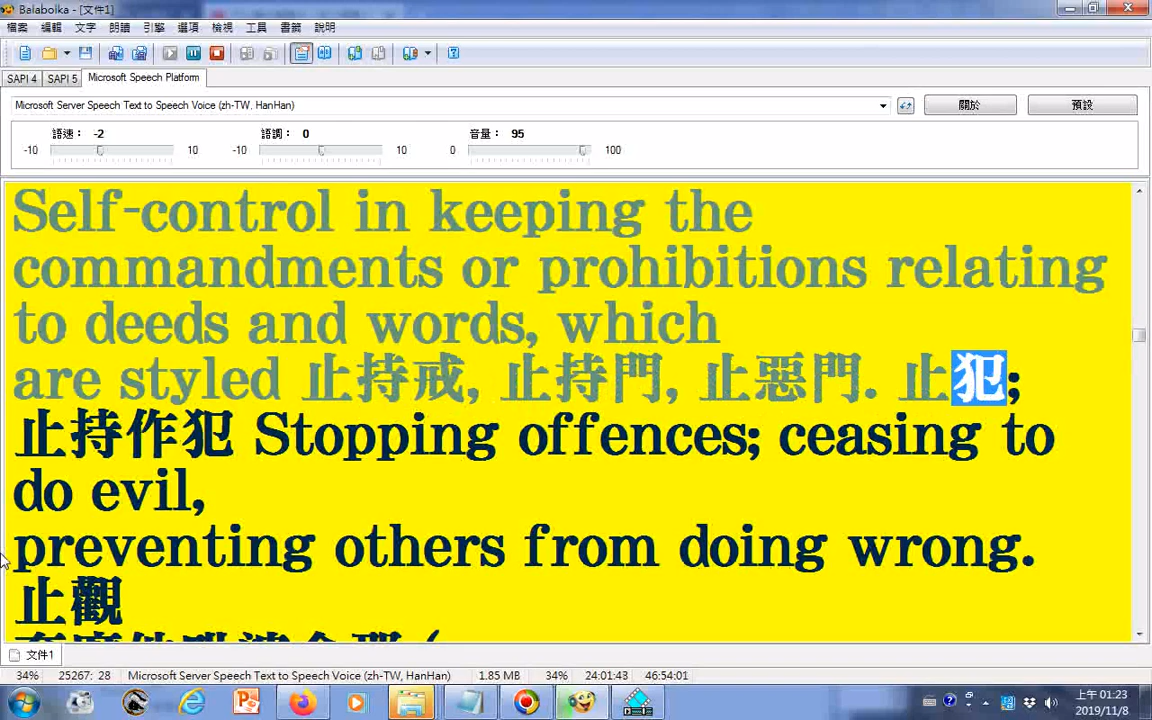 Balabolka - [文件1]
檔案 編輯 文字 朗讀 引擎 選項 檢視 工具 書籤 說明
SAPI 4 SAPI 5 Microsoft Speech Platform
Microsoft Server Speech Text to Speech Voice (zh-TW, HanHan)
關於 預設
語速： -2 語調： 0 音量： 95
-10 10 -10 10 0 100
Self-control in keeping the
commandments or prohibitions relating
to deeds and words, which
are styled 止持戒, 止持門, 止惡門. 止犯;
止持作犯 Stopping offences; ceasing to
do evil,
preventing others from doing wrong.
止觀
文件1
34% 25267: 28 Microsoft Server Speech Text to Speech Voice (zh-TW, HanHan) 1.85 MB 34% 24:01:43 46:54:01
上午 01:23
2019/11/8